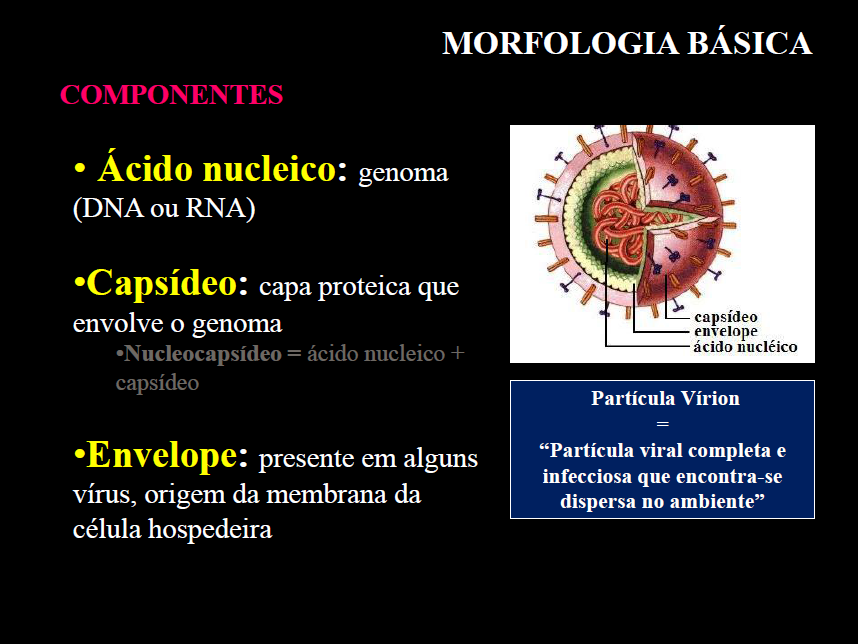 MORFOLOGIA BÁSICA
COMPONENTES
• Ácido nucleico: genoma
(DNA ou RNA)
•Capsídeo: capa proteica que
envolve o genoma
•Nucleocapsídeo = ácido nucleico +
capsídeo
•Envelope: presente em alguns
vírus, origem da membrana da
célula hospedeira
capsídeo
envelope
ácido nucléico
Partícula Vírion
=
“Partícula viral completa e
infecciosa que encontra-se
dispersa no ambiente”